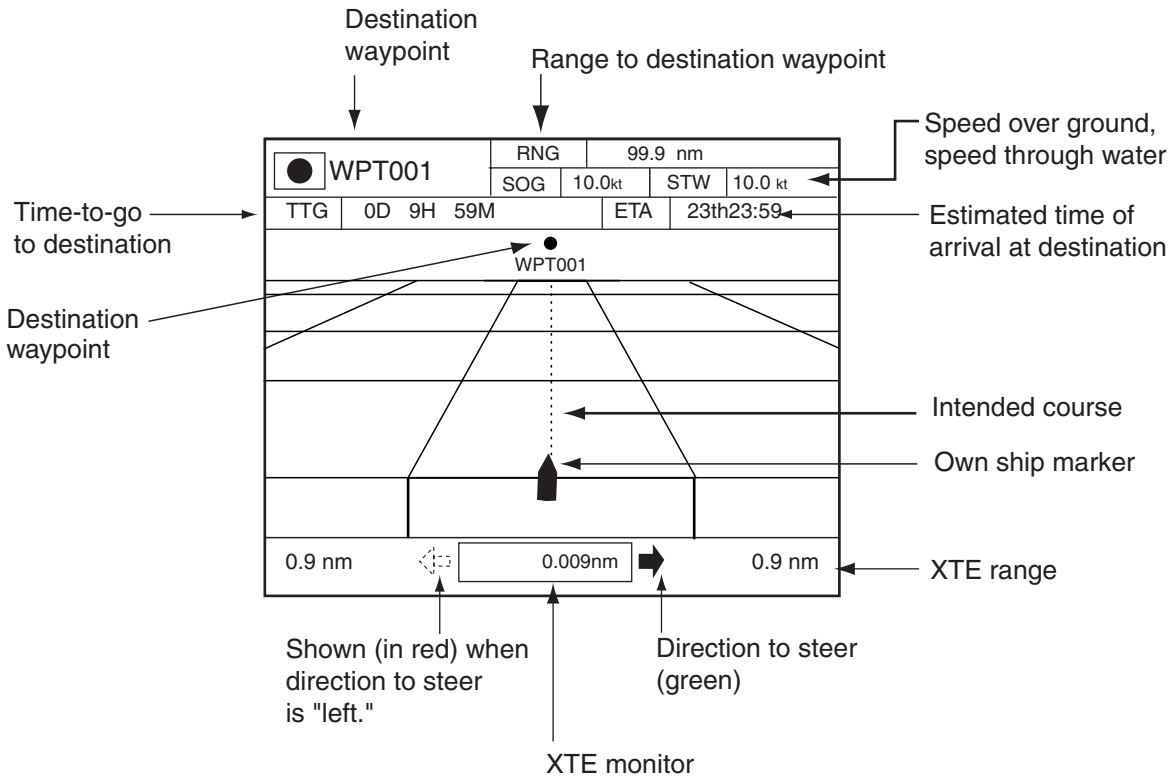 Destination
waypoint
Range to destination waypoint
Speed over ground,
speed through water
WPT001
RNG 99.9 nm
SOG 10.0kt STW 10.0 kt
Time-to-go
to destination
TTG 0D 9H 59M ETA 23th23:59
Estimated time of
arrival at destination
WPT001
Destination
waypoint
Intended course
Own ship marker
0.9 nm 0.009nm 0.9 nm
XTE range
Shown (in red) when
direction to steer
is "left."
Direction to steer
(green)
XTE monitor